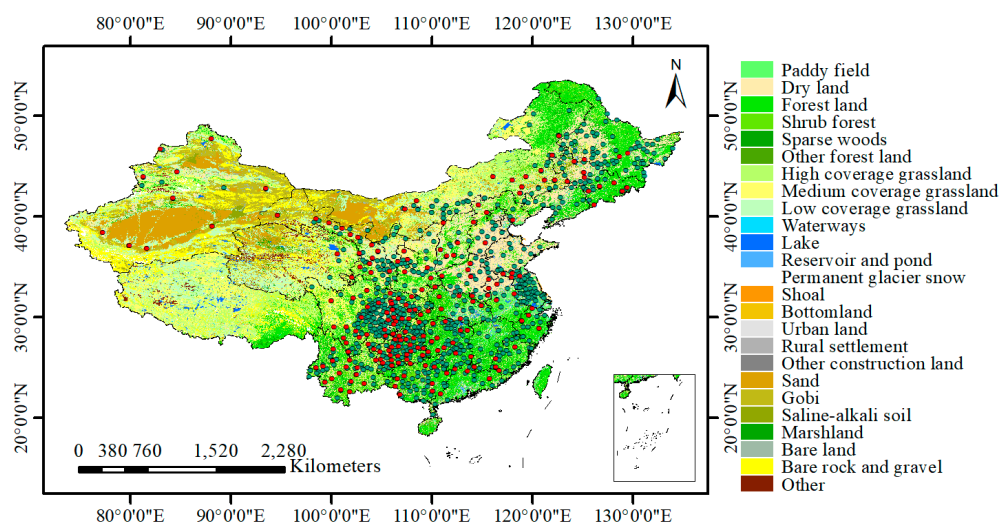 80°0'0"E 90°0'0"E 100°0'0"E 110°0'0"E 120°0'0"E 130°0'0"E
N
50°0'0"N
40°0'0"N
30°0'0"N
20°0'0"N
50°0'0"N
40°0'0"N
30°0'0"N
20°0'0"N
0 380 760 1,520 2,280
Kilometers
80°0'0"E 90°0'0"E 100°0'0"E 110°0'0"E 120°0'0"E 130°0'0"E
Paddy field
Dry land
Forest land
Shrub forest
Sparse woods
Other forest land
High coverage grassland
Medium coverage grassland
Low coverage grassland
Waterways
Lake
Reservoir and pond
Permanent glacier snow
Shoal
Bottomland
Urban land
Rural settlement
Other construction land
Sand
Gobi
Saline-alkali soil
Marshland
Bare land
Bare rock and gravel
Other